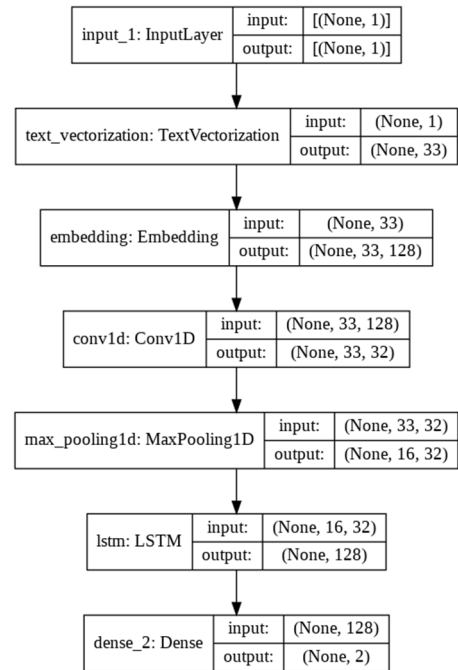 input_1: InputLayer
input: [(None, 1)]
output: [(None, 1)]
text_vectorization: TextVectorization
input: (None, 1)
output: (None, 33)
embedding: Embedding
input: (None, 33)
output: (None, 33, 128)
conv1d: Conv1D
input: (None, 33, 128)
output: (None, 33, 32)
max_pooling1d: MaxPooling1D
input: (None, 33, 32)
output: (None, 16, 32)
lstm: LSTM
input: (None, 16, 32)
output: (None, 128)
dense_2: Dense
input: (None, 128)
output: (None, 2)